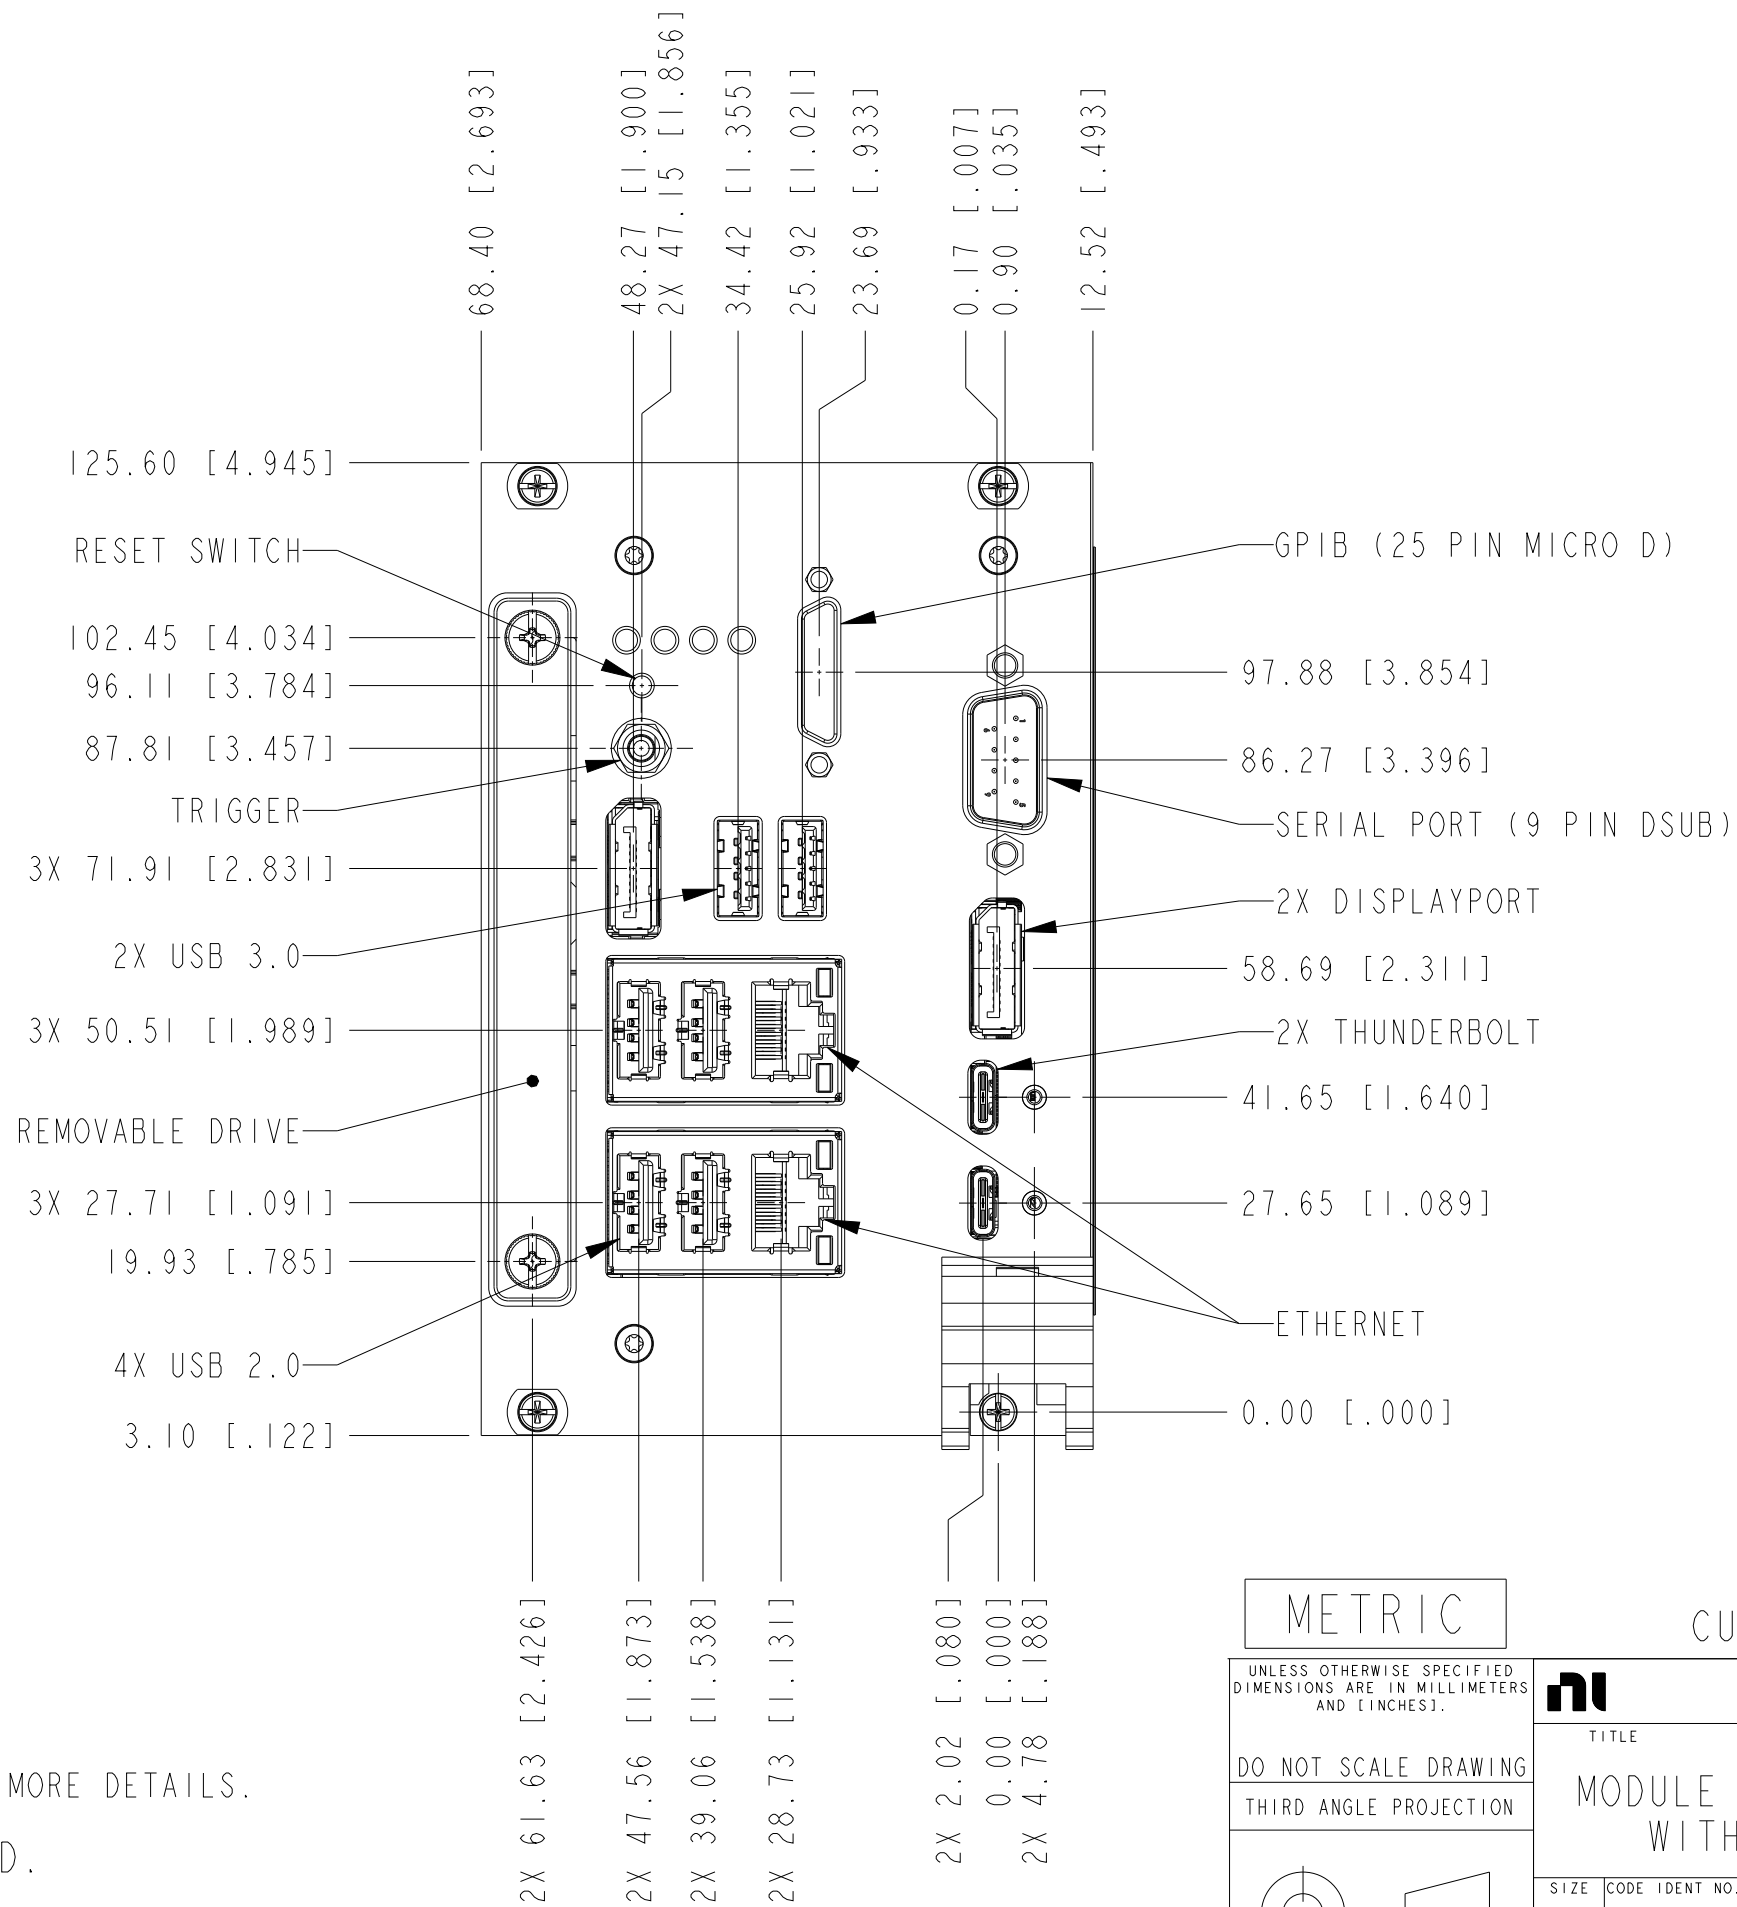 68.40 [2.693]
48.27 [1.900]
2X 47.15 [1.856]
34.42 [1.355]
25.92 [1.021]
23.69 [.933]
0.17 [.007]
0.90 [.035]
12.52 [.493]
125.60 [4.945]
RESET SWITCH
102.45 [4.034]
96.11 [3.784]
87.81 [3.457]
TRIGGER
3X 71.91 [2.831]
2X USB 3.0
3X 50.51 [1.989]
REMOVABLE DRIVE
3X 27.71 [1.091]
19.93 [.785]
4X USB 2.0
3.10 [.122]
GPIB (25 PIN MICRO D)
97.88 [3.854]
86.27 [3.396]
SERIAL PORT (9 PIN DSUB)
2X DISPLAYPORT
58.69 [2.311]
2X THUNDERBOLT
41.65 [1.640]
27.65 [1.089]
ETHERNET
0.00 [.000]
2X 61.63 [2.426]
2X 47.56 [1.873]
2X 39.06 [1.538]
2X 28.73 [1.131]
2X 2.02 [.080]
0.00 [.000]
2X 4.78 [.188]
MORE DETAILS.
D.
METRIC
CU
UNLESS OTHERWISE SPECIFIED
DIMENSIONS ARE IN MILLIMETERS
AND [INCHES].
DO NOT SCALE DRAWING
THIRD ANGLE PROJECTION
ni
TITLE
MODULE
WITH
SIZE
CODE IDENT NO.